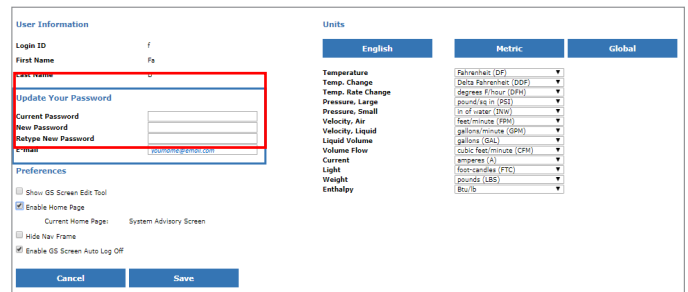 User Information
Login ID f
First Name Fa
Last Name
Update Your Password
Current Password
New Password
Retype New Password
E-mail yourname@email.com
Preferences
Show GS Screen Edit Tool
Enable Home Page
Current Home Page: System Advisory Screen
Hide Nav Frame
Enable GS Screen Auto Log Off
Cancel Save
Units
English Metric Global
Temperature Fahrenheit (DF)
Temp. Change Delta Fahrenheit (DDF)
Temp. Rate Change degrees F/hour (DFH)
Pressure, Large pound/sq in (PSI)
Pressure, Small in of water (INW)
Velocity, Air feet/minute (FPM)
Velocity, Liquid gallons/minute (GPM)
Liquid Volume gallons (GAL)
Volume Flow cubic feet/minute (CFM)
Current amperes (A)
Light foot-candles (FTC)
Weight pounds (LBS)
Enthalpy Btu/lb